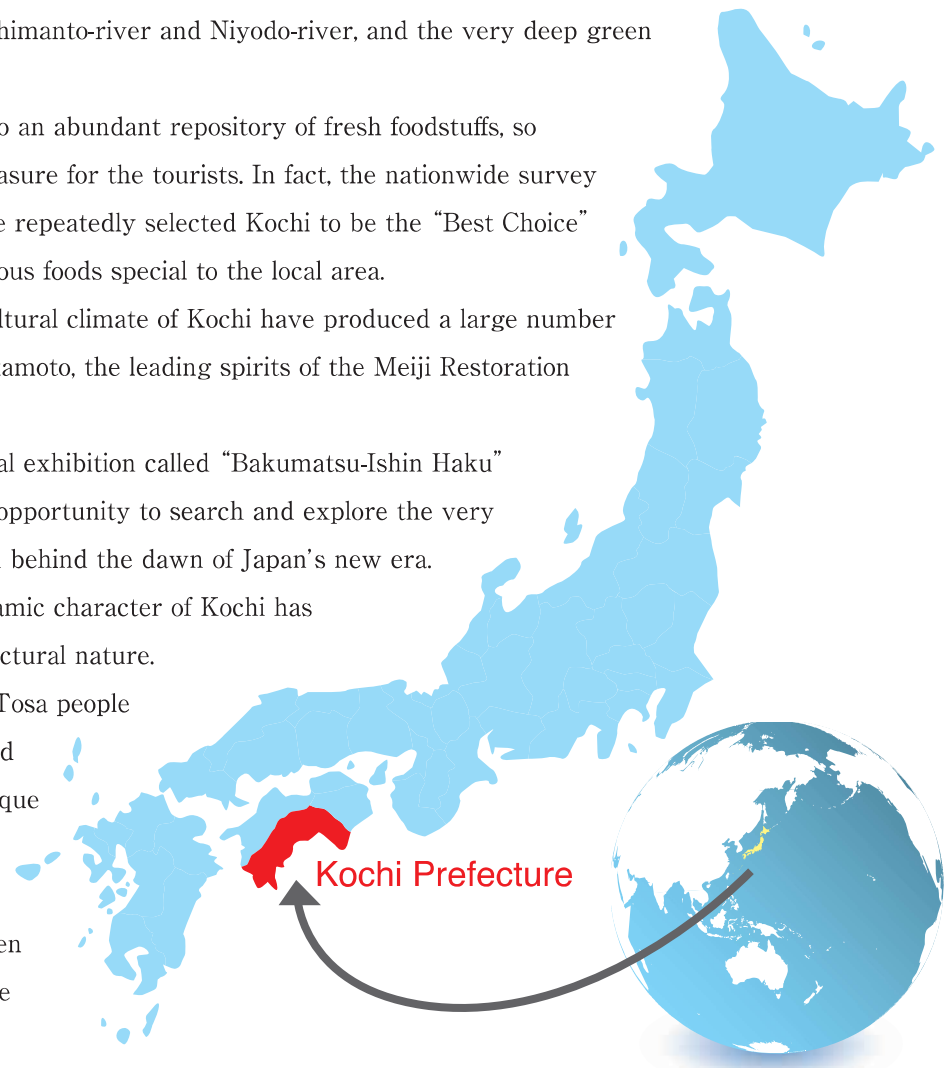 himanto-river and Niyodo-river, and the very deep green
o an abundant repository of fresh foodstuffs, so
asure for the tourists. In fact, the nationwide survey
e repeatedly selected Kochi to be the “Best Choice”
ous foods special to the local area.
ltural climate of Kochi have produced a large number
kamoto, the leading spirits of the Meiji Restoration
al exhibition called “Bakumatsu-Ishin Haku”
opportunity to search and explore the very
behind the dawn of Japan’s new era.
amic character of Kochi has
ctural nature.
Tosa people
d
que
Kochi Prefecture
en
e